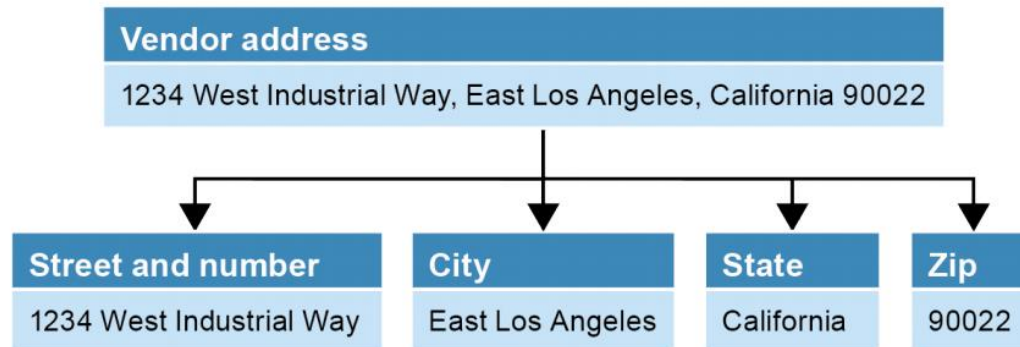 Vendor address
1234 West Industrial Way, East Los Angeles, California 90022
Street and number
1234 West Industrial Way
City
East Los Angeles
State
California
Zip
90022